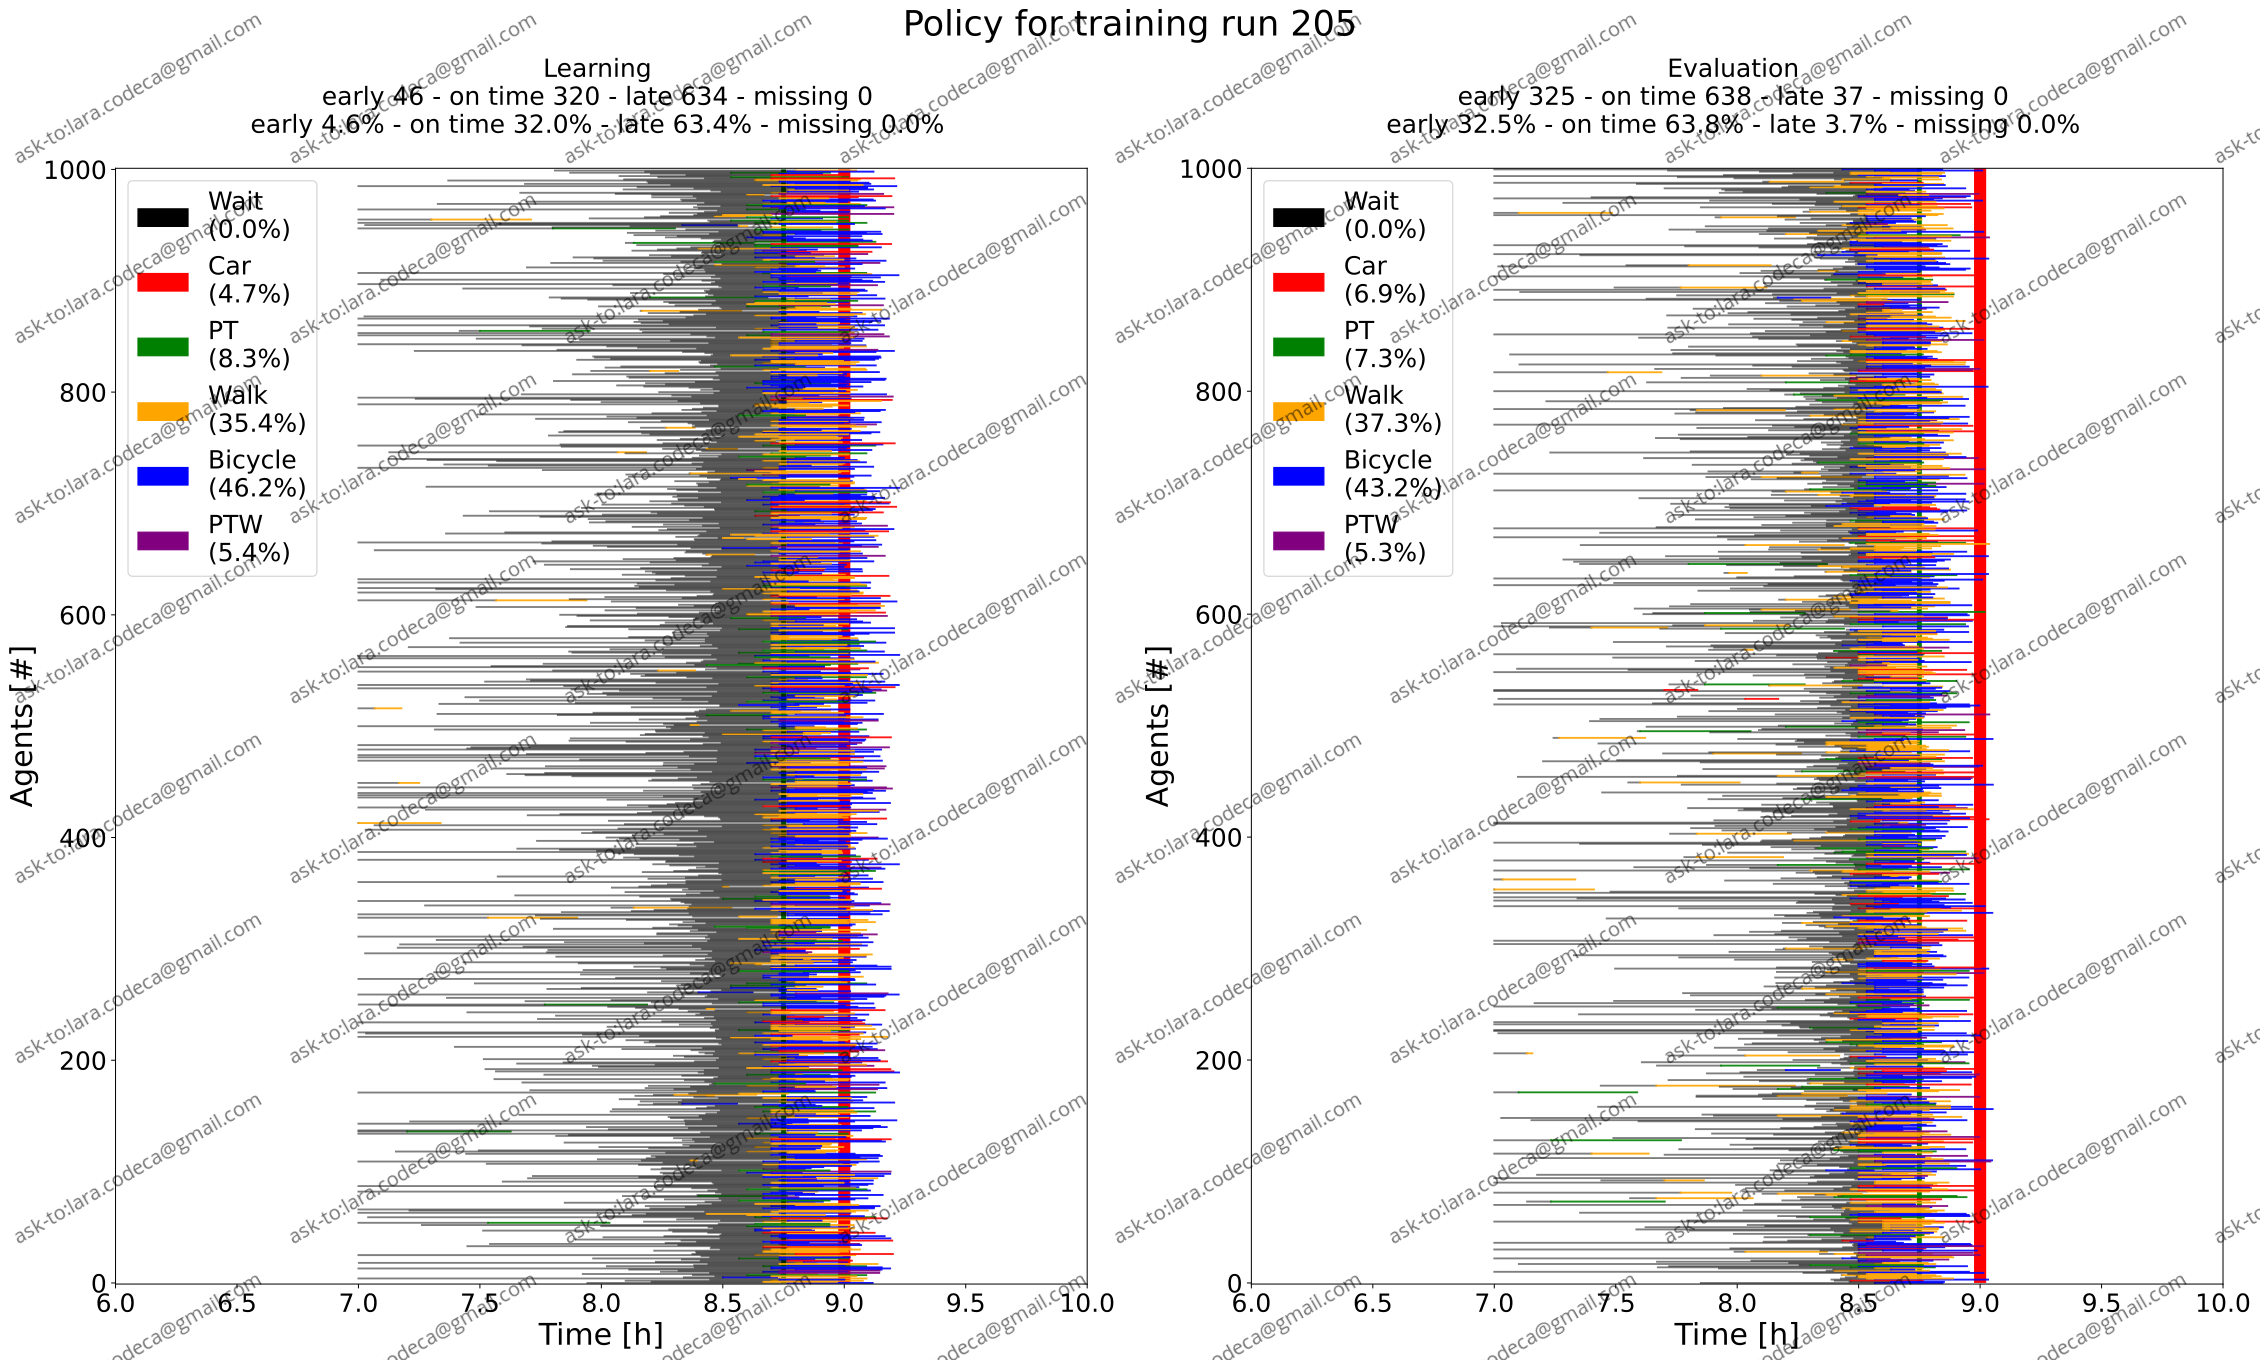 Policy for training run 205
Learning
early 46 - on time 320 - late 634 - missing 0
early 4.6% - on time 32.0% - late 63.4% - missing 0.0%
1000
800
600
400
200
0
Agents [#]
Wait
(0.0%)
Car
(4.7%)
PT
(8.3%)
Walk
(35.4%)
Bicycle
(46.2%)
PTW
(5.4%)
6.0 6.5 7.0 7.5 8.0 8.5 9.0 9.5 10.0
Time [h]
Evaluation
early 325 - on time 638 - late 37 - missing 0
early 32.5% - on time 63.8% - late 3.7% - missing 0.0%
1000
800
600
400
200
0
Agents [#]
Wait
(0.0%)
Car
(6.9%)
PT
(7.3%)
Walk
(37.3%)
Bicycle
(43.2%)
PTW
(5.3%)
6.0 6.5 7.0 7.5 8.0 8.5 9.0 9.5 10.0
Time [h]
ask-to:lara.codeca@gmail.com